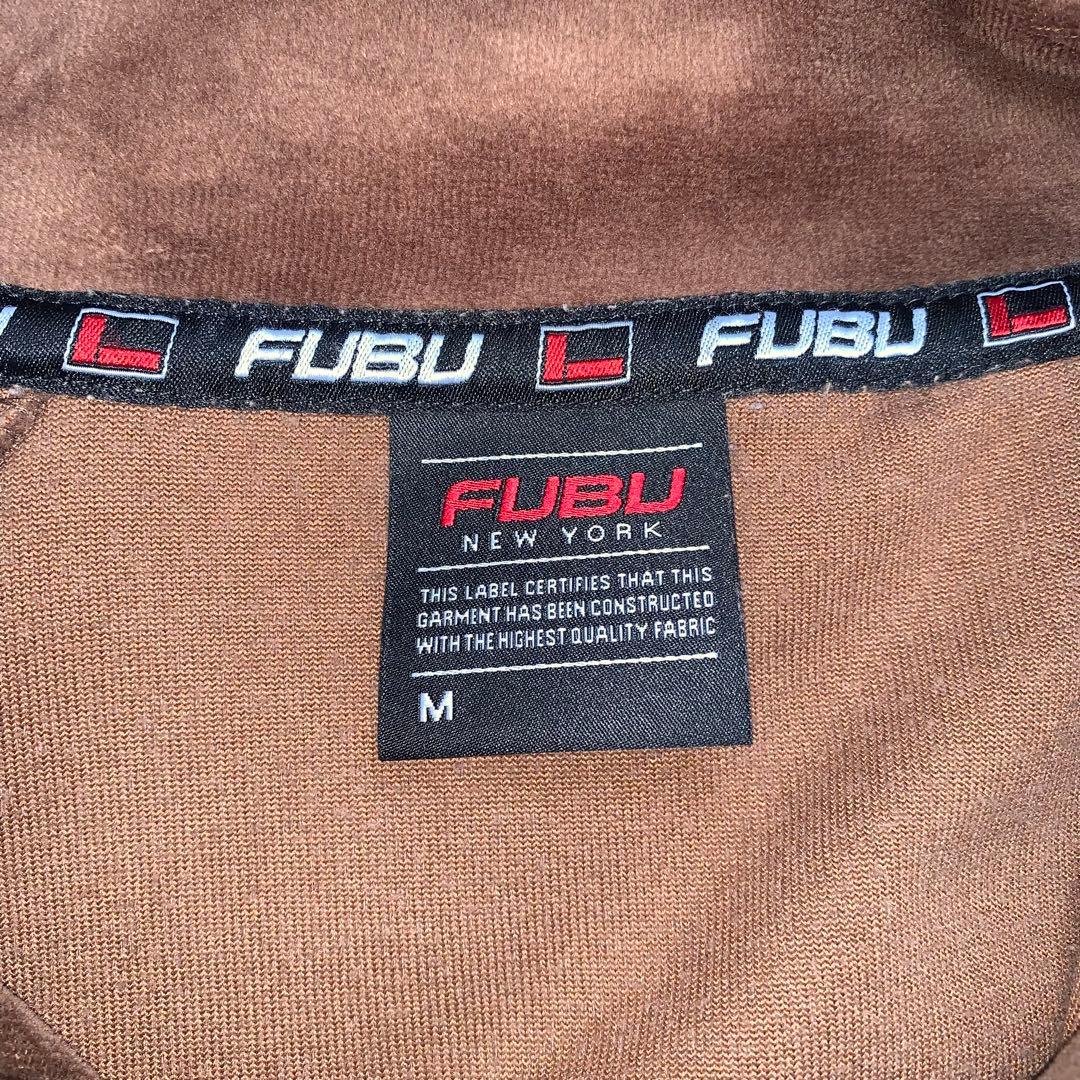 FUBU FUBU
FUBU
NEW YORK
THIS LABEL CERTIFIES THAT THIS
GARMENT HAS BEEN CONSTRUCTED
WITH THE HIGHEST QUALITY FABRIC
M